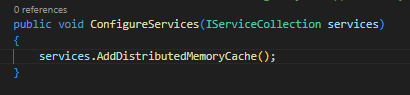 0 references
public void ConfigureServices(IServiceCollection services)
{
services.AddDistributedMemoryCache();
}